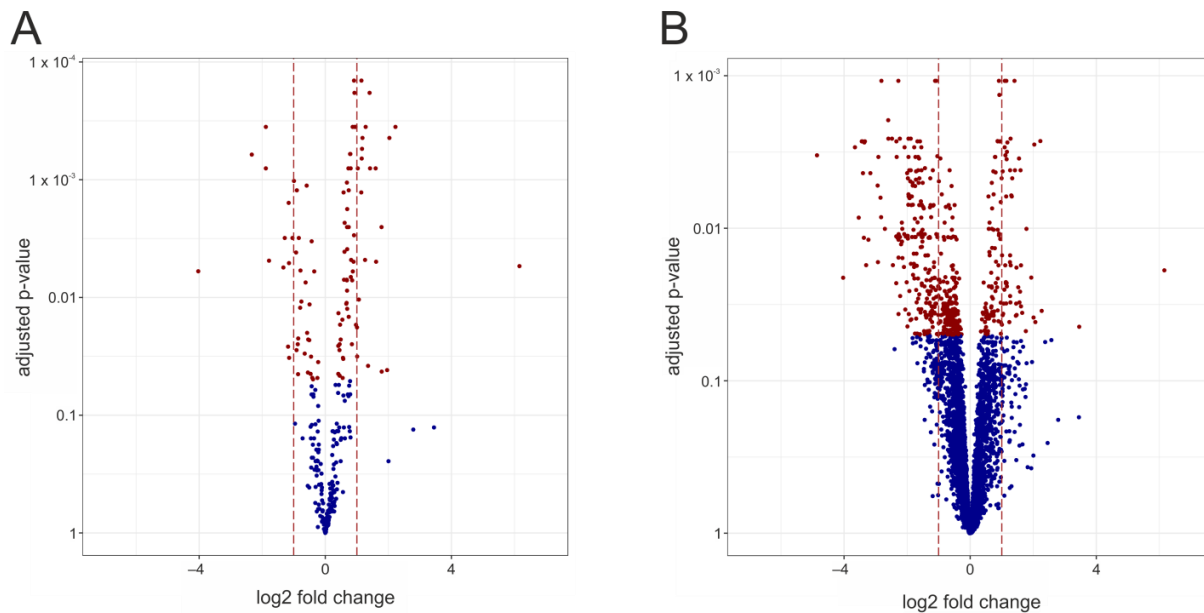 A
1 x 10⁻⁴
1 x 10⁻³
0.01
0.1
1
adjusted p-value
−4
0
4
log2 fold change
B
1 x 10⁻³
0.01
0.1
1
adjusted p-value
−4
0
4
log2 fold change